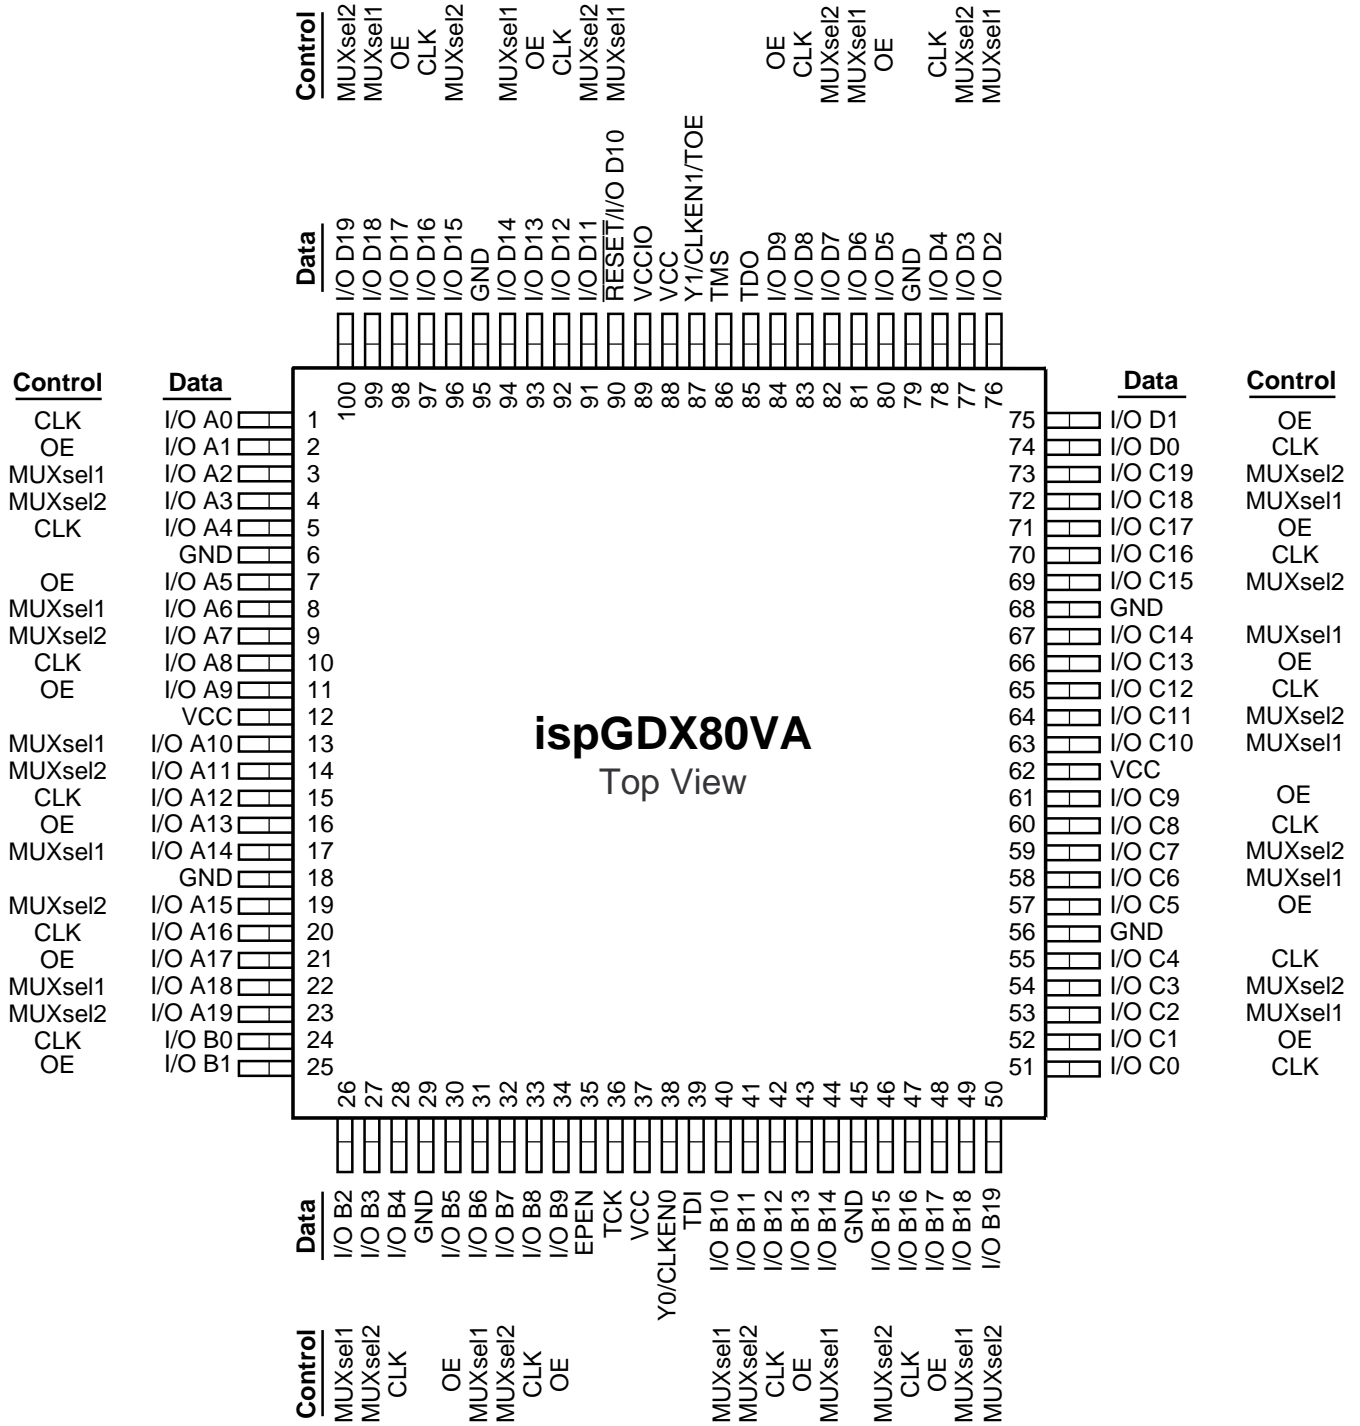 Control
MUXsel2
MUXsel1
OE
CLK
MUXsel2
MUXsel1
OE
CLK
MUXsel2
MUXsel1
OE
CLK
MUXsel2
MUXsel1
OE
CLK
MUXsel2
MUXsel1
Data
I/O D19
I/O D18
I/O D17
I/O D16
I/O D15
GND
I/O D14
I/O D13
I/O D12
I/O D11
RESET/I/O D10
VCCIO
VCC
Y1/CLKEN1/TOE
TMS
TDO
I/O D9
I/O D8
I/O D7
I/O D6
I/O D5
GND
I/O D4
I/O D3
I/O D2
100
99
98
97
96
95
94
93
92
91
90
89
88
87
86
85
84
83
82
81
80
79
78
77
76
Control Data
CLK I/O A0 1
OE I/O A1 2
MUXsel1 I/O A2 3
MUXsel2 I/O A3 4
CLK I/O A4 5
GND 6
OE I/O A5 7
MUXsel1 I/O A6 8
MUXsel2 I/O A7 9
CLK I/O A8 10
OE I/O A9 11
VCC 12
MUXsel1 I/O A10 13
MUXsel2 I/O A11 14
CLK I/O A12 15
OE I/O A13 16
MUXsel1 I/O A14 17
GND 18
MUXsel2 I/O A15 19
CLK I/O A16 20
OE I/O A17 21
MUXsel1 I/O A18 22
MUXsel2 I/O A19 23
CLK I/O B0 24
OE I/O B1 25
ispGDX80VA
Top View
Data Control
75 I/O D1 OE
74 I/O D0 CLK
73 I/O C19 MUXsel2
72 I/O C18 MUXsel1
71 I/O C17 OE
70 I/O C16 CLK
69 I/O C15 MUXsel2
68 GND
67 I/O C14 MUXsel1
66 I/O C13 OE
65 I/O C12 CLK
64 I/O C11 MUXsel2
63 I/O C10 MUXsel1
62 VCC
61 I/O C9 OE
60 I/O C8 CLK
59 I/O C7 MUXsel2
58 I/O C6 MUXsel1
57 I/O C5 OE
56 GND
55 I/O C4 CLK
54 I/O C3 MUXsel2
53 I/O C2 MUXsel1
52 I/O C1 OE
51 I/O C0 CLK
26
27
28
29
30
31
32
33
34
35
36
37
38
39
40
41
42
43
44
45
46
47
48
49
50
Data
I/O B2
I/O B3
I/O B4
GND
I/O B5
I/O B6
I/O B7
I/O B8
I/O B9
EPEN
TCK
VCC
Y0/CLKEN0
TDI
I/O B10
I/O B11
I/O B12
I/O B13
I/O B14
GND
I/O B15
I/O B16
I/O B17
I/O B18
I/O B19
Control
MUXsel1
MUXsel2
CLK
OE
MUXsel1
MUXsel2
CLK
OE
MUXsel1
MUXsel2
CLK
OE
MUXsel1
MUXsel2
CLK
OE
MUXsel1
MUXsel2